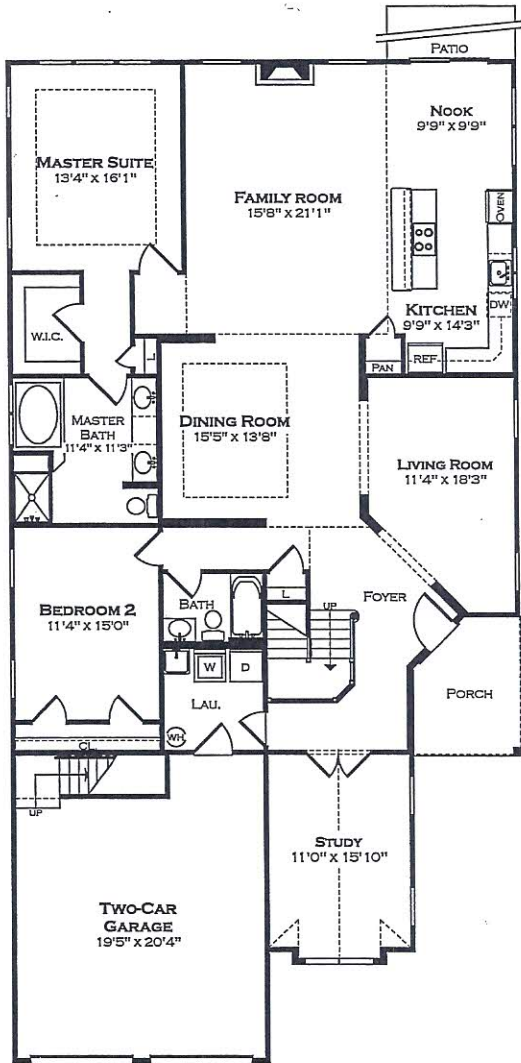 PATIO
NOOK
9'9" x 9'9"
MASTER SUITE
13'4" x 16'1"
FAMILY ROOM
15'8" x 21'1"
OVEN
KITCHEN
9'9" x 14'3"
DW
W.I.C.
L
PAN
REF
MASTER
BATH
11'4" x 11'3"
DINING ROOM
15'5" x 13'8"
LIVING ROOM
11'4" x 18'3"
BEDROOM 2
11'4" x 15'0"
BATH
L
FOYER
UP
W
D
LAU.
PORCH
WH
CL.
UP
STUDY
11'0" x 15'10"
TWO-CAR
GARAGE
19'5" x 20'4"